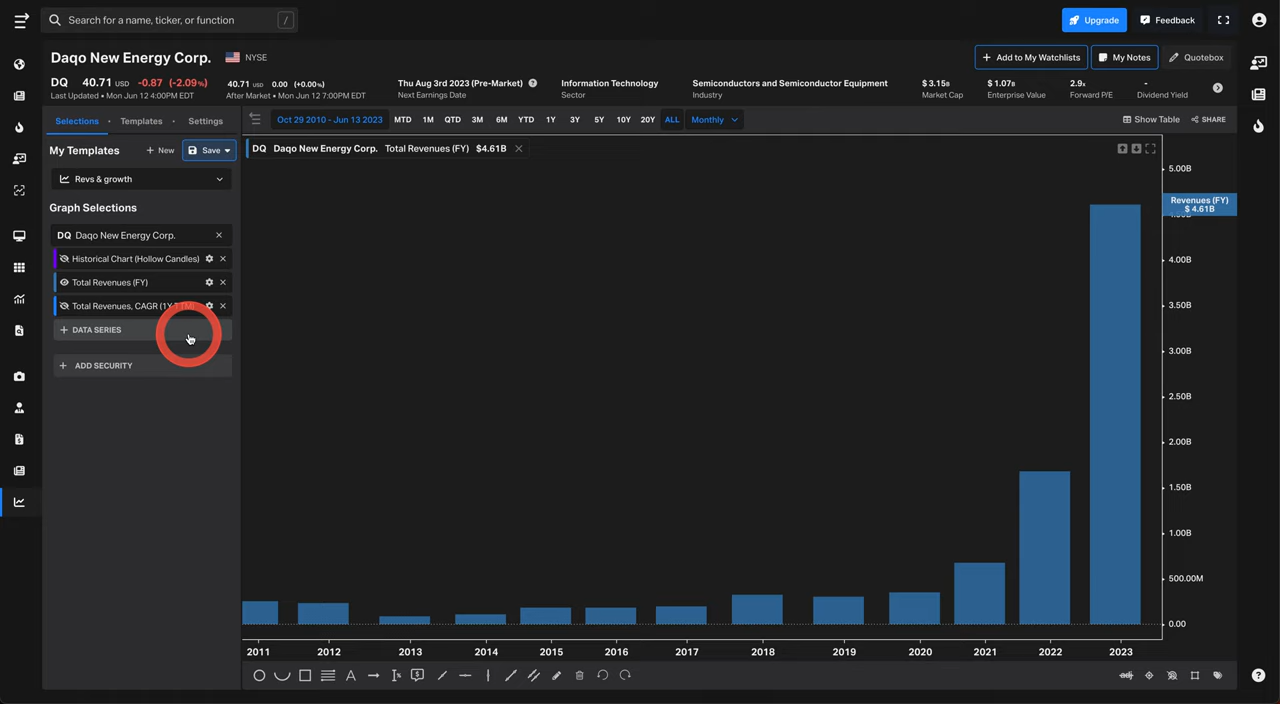 Search for a name, ticker, or function
/
Upgrade
Feedback
Daqo New Energy Corp.
NYSE
Add to My Watchlists
My Notes
Quotebox
DQ 40.71 USD -0.87 (-2.09%)
Last Updated • Mon Jun 12 4:00PM EDT
40.71 USD 0.00 (+0.00%)
After Market • Mon Jun 12 7:00PM EDT
Thu Aug 3rd 2023 (Pre-Market) ?
Next Earnings Date
Information Technology
Sector
Semiconductors and Semiconductor Equipment
Industry
$ 3.15B
Market Cap
$ 1.07B
Enterprise Value
2.9x
Forward P/E
-
Dividend Yield
Selections • Templates • Settings
Oct 29 2010 - Jun 13 2023
MTD 1M QTD 3M 6M YTD 1Y 3Y 5Y 10Y 20Y ALL Monthly
Show Table
SHARE
My Templates
+ New
Save
Revs & growth
Graph Selections
DQ Daqo New Energy Corp.
Historical Chart (Hollow Candles)
Total Revenues (FY)
Total Revenues, CAGR (1Y TTM)
+ DATA SERIES
+ ADD SECURITY
DQ Daqo New Energy Corp. Total Revenues (FY) $4.61B
5.00B
Revenues (FY)
$ 4.61B
4.00B
3.50B
3.00B
2.50B
2.00B
1.50B
1.00B
500.00M
0.00
2011 2012 2013 2014 2015 2016 2017 2018 2019 2020 2021 2022 2023